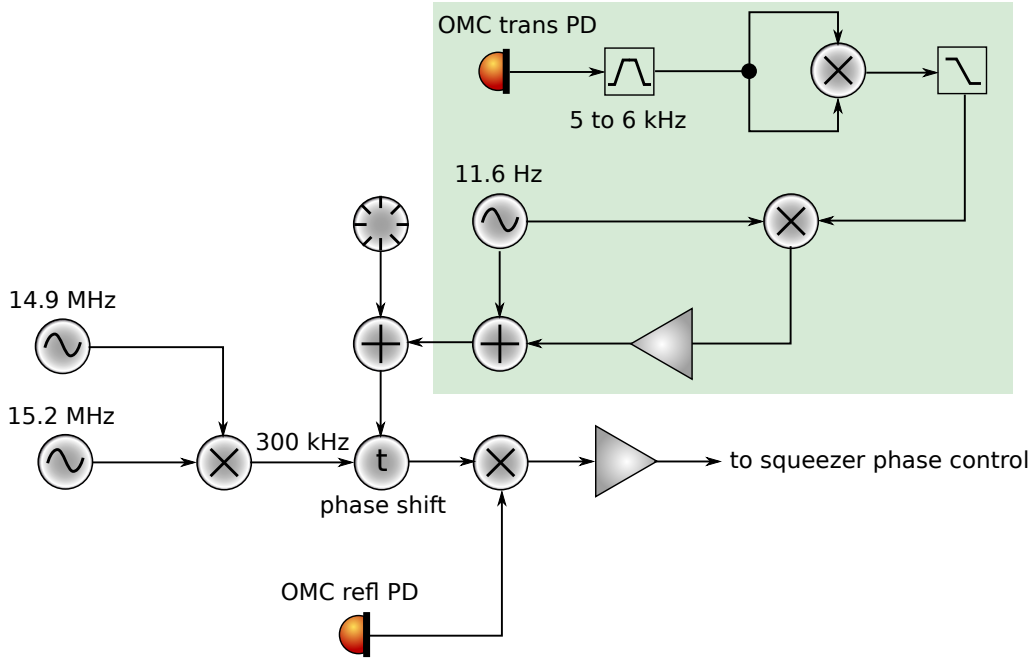 OMC trans PD
5 to 6 kHz
11.6 Hz
14.9 MHz
15.2 MHz
300 kHz
t
phase shift
to squeezer phase control
OMC refl PD